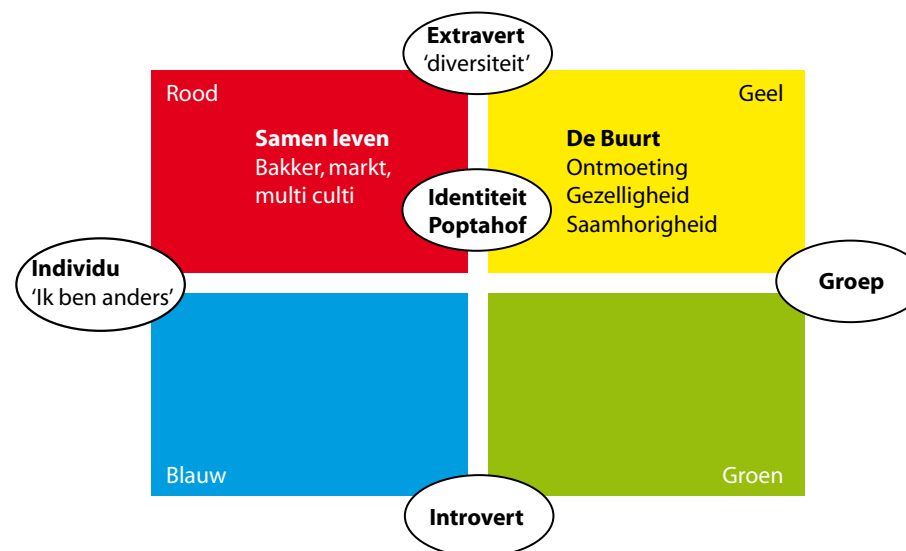 Extravert
‘diversiteit’
Rood
Geel
Samen leven
Bakker, markt,
multi culti
De Buurt
Ontmoeting
Gezelligheid
Saamhorigheid
Identiteit
Poptahof
Individu
‘Ik ben anders’
Groep
Blauw
Groen
Introvert